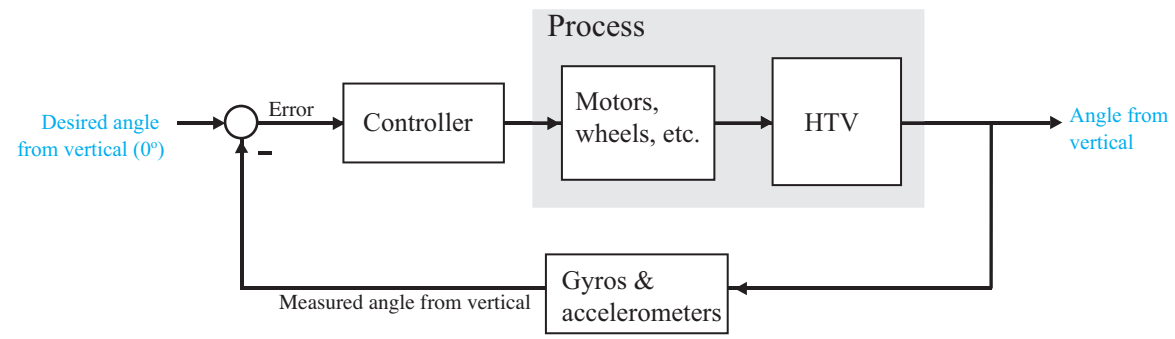 Process
Desired angle
from vertical (0º)
Error
Controller
Motors,
wheels, etc.
HTV
Angle from
vertical
Measured angle from vertical
Gyros &
accelerometers